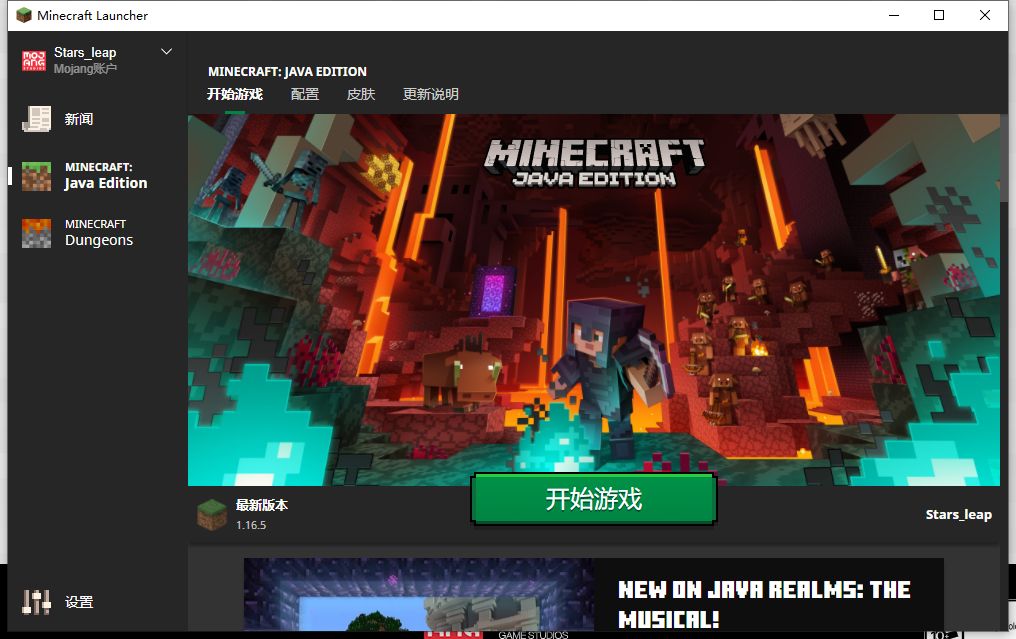 Minecraft Launcher
MOJANG STUDIOS
Stars_leap
Mojang账户
新闻
MINECRAFT:
Java Edition
MINECRAFT
Dungeons
设置
MINECRAFT: JAVA EDITION
开始游戏 配置 皮肤 更新说明
MINECRAFT
JAVA EDITION
最新版本
1.16.5
开始游戏
Stars_leap
NEW ON JAVA REALMS: THE
MUSICAL!
GAME STUDIOS